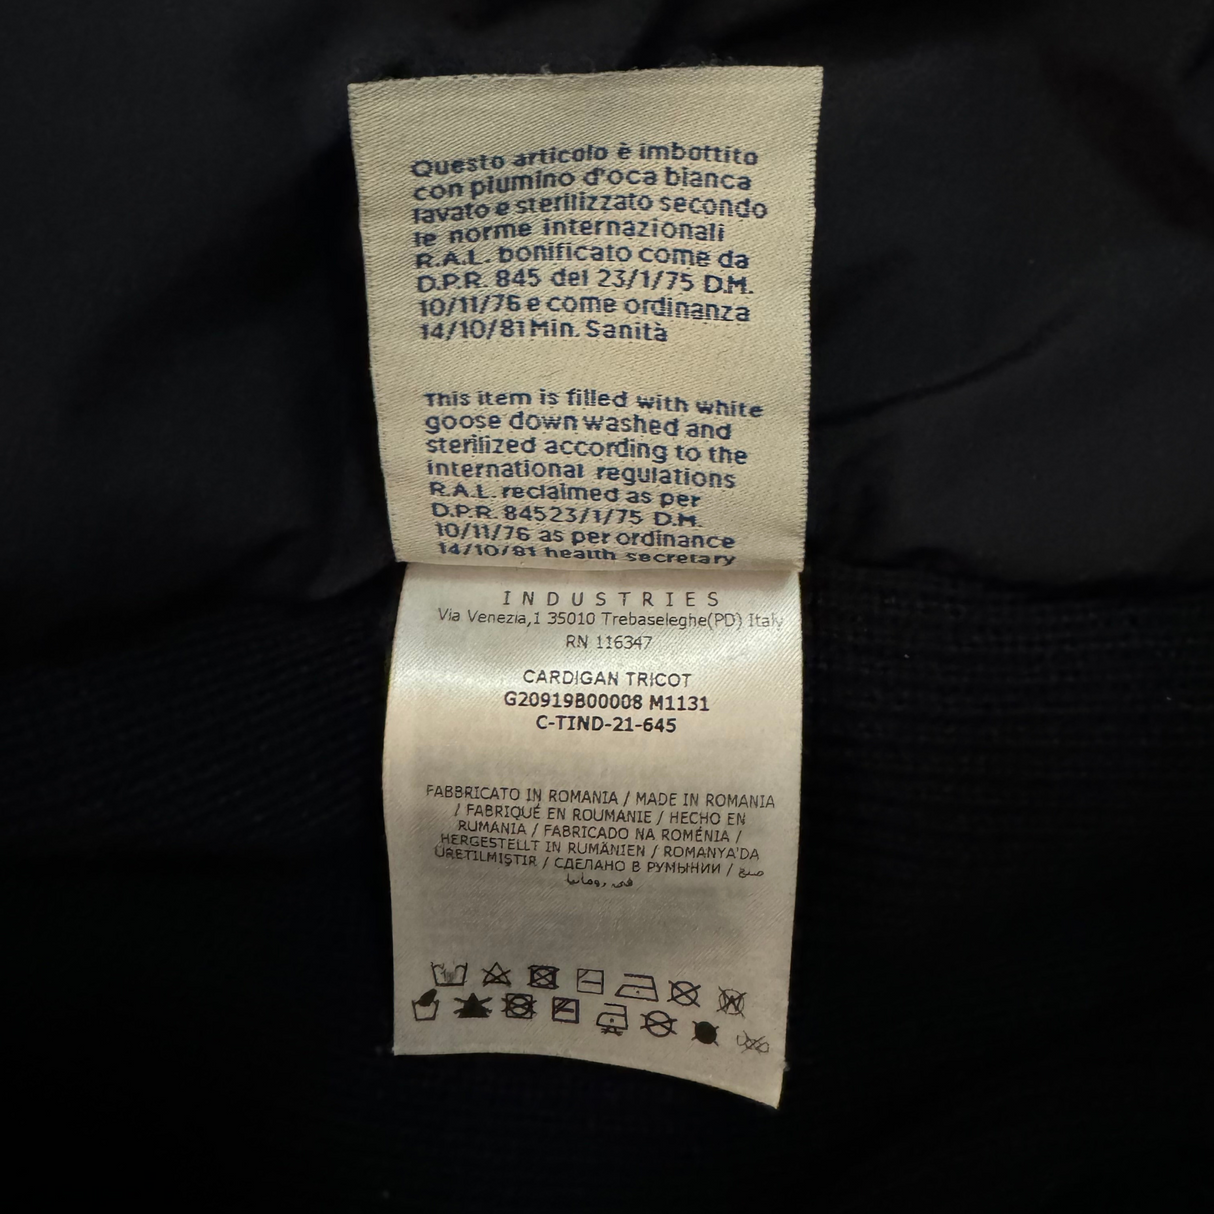 Questo articolo è imbottito
con piumino d'oca bianca
lavato e sterilizzato secondo
le norme internazionali
R.A.L. bonificato come da
D.P.R. 845 del 23/1/75 D.M.
10/11/76 e come ordinanza
14/10/81 Min. Sanità
This item is filled with white
goose down washed and
sterilized according to the
international regulations
R.A.L. reclaimed as per
D.P.R. 84523/1/75 D.M.
10/11/76 as per ordinance
14/10/81 health secretary
INDUSTRIES
Via Venezia,1 35010 Trebaseleghe(PD) Italy
RN 116347
CARDIGAN TRICOT
G20919B00008 M1131
C-TIND-21-645
FABBRICATO IN ROMANIA / MADE IN ROMANIA
/ FABRIQUÉ EN ROUMANIE / HECHO EN
RUMANIA / FABRICADO NA ROMÉNIA /
HERGESTELLT IN RUMÄNIEN / ROMANYA'DA
ÜRETILMIŞTIR / СДЕЛАНО В РУМЫНИИ / صنع
في رومانيا